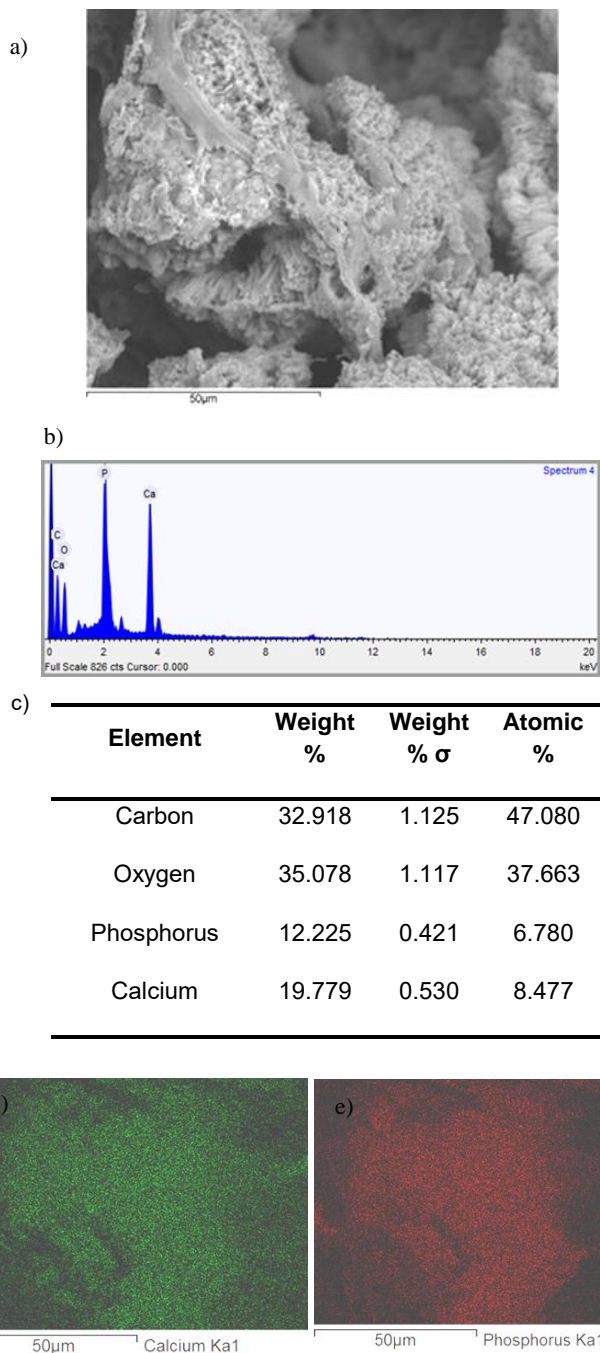 a)
50µm
b)
Spectrum 4
P
Ca
C
O
Ca
0 2 4 6 8 10 12 14 16 18 20
Full Scale 826 cts Cursor: 0.000 keV
c)
Element Weight % Weight % σ Atomic %
Carbon 32.918 1.125 47.080
Oxygen 35.078 1.117 37.663
Phosphorus 12.225 0.421 6.780
Calcium 19.779 0.530 8.477
)
e)
50µm Calcium Ka1
50µm Phosphorus Ka1